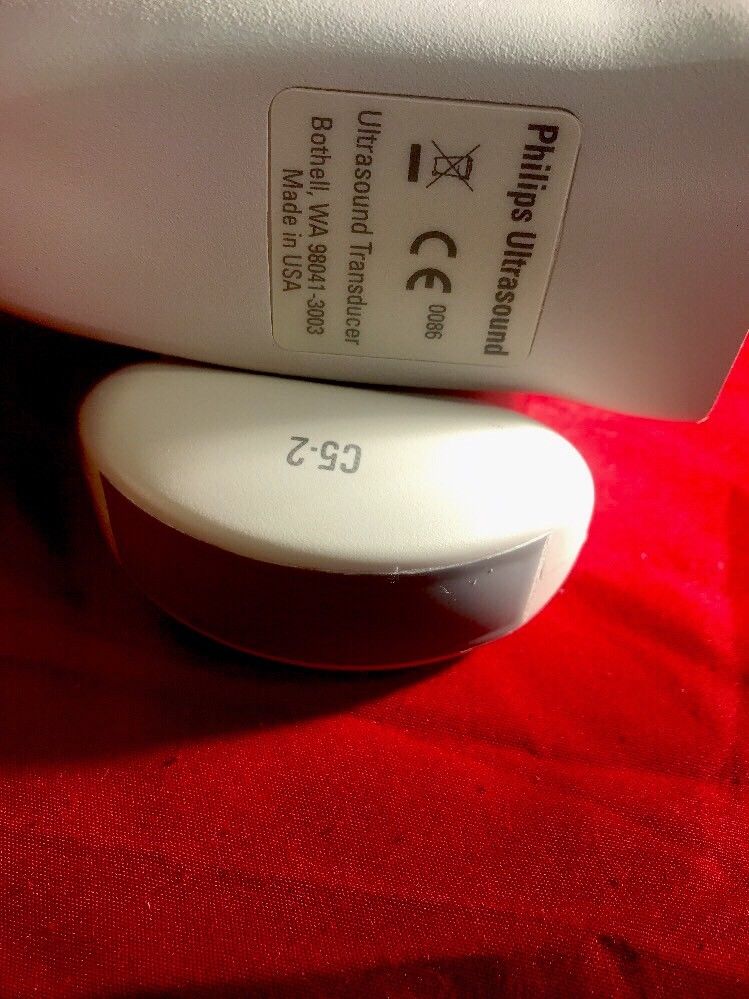 Philips Ultrasound
CE 0086
Ultrasound Transducer
Bothell, WA 98041-3003
Made in USA
C5-2